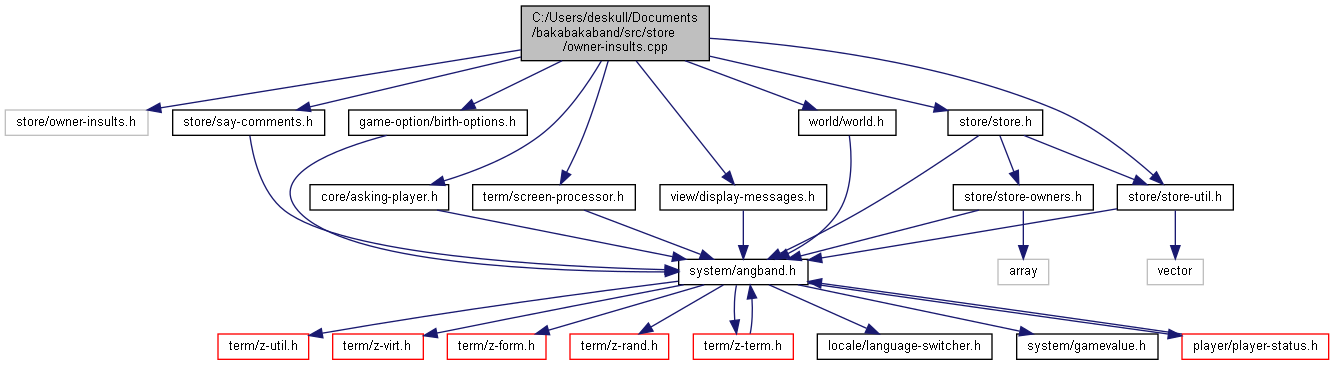 C:/Users/deskull/Documents
/bakabakaband/src/store
/owner-insults.cpp
store/owner-insults.h
store/say-comments.h
game-option/birth-options.h
world/world.h
store/store.h
core/asking-player.h
term/screen-processor.h
view/display-messages.h
store/store-owners.h
store/store-util.h
system/angband.h
array
vector
term/z-util.h
term/z-virt.h
term/z-form.h
term/z-rand.h
term/z-term.h
locale/language-switcher.h
system/gamevalue.h
player/player-status.h